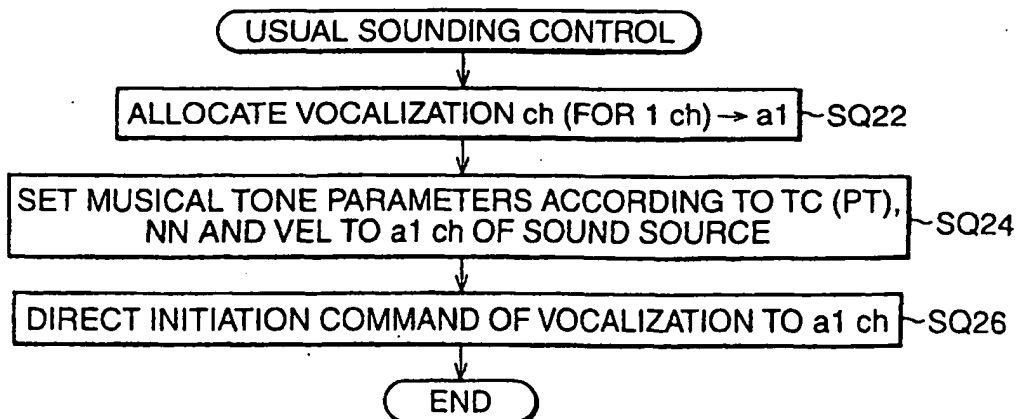 USUAL SOUNDING CONTROL
ALLOCATE VOCALIZATION ch (FOR 1 ch) → a1
SQ22
SET MUSICAL TONE PARAMETERS ACCORDING TO TC (PT),
NN AND VEL TO a1 ch OF SOUND SOURCE
SQ24
DIRECT INITIATION COMMAND OF VOCALIZATION TO a1 ch
SQ26
END